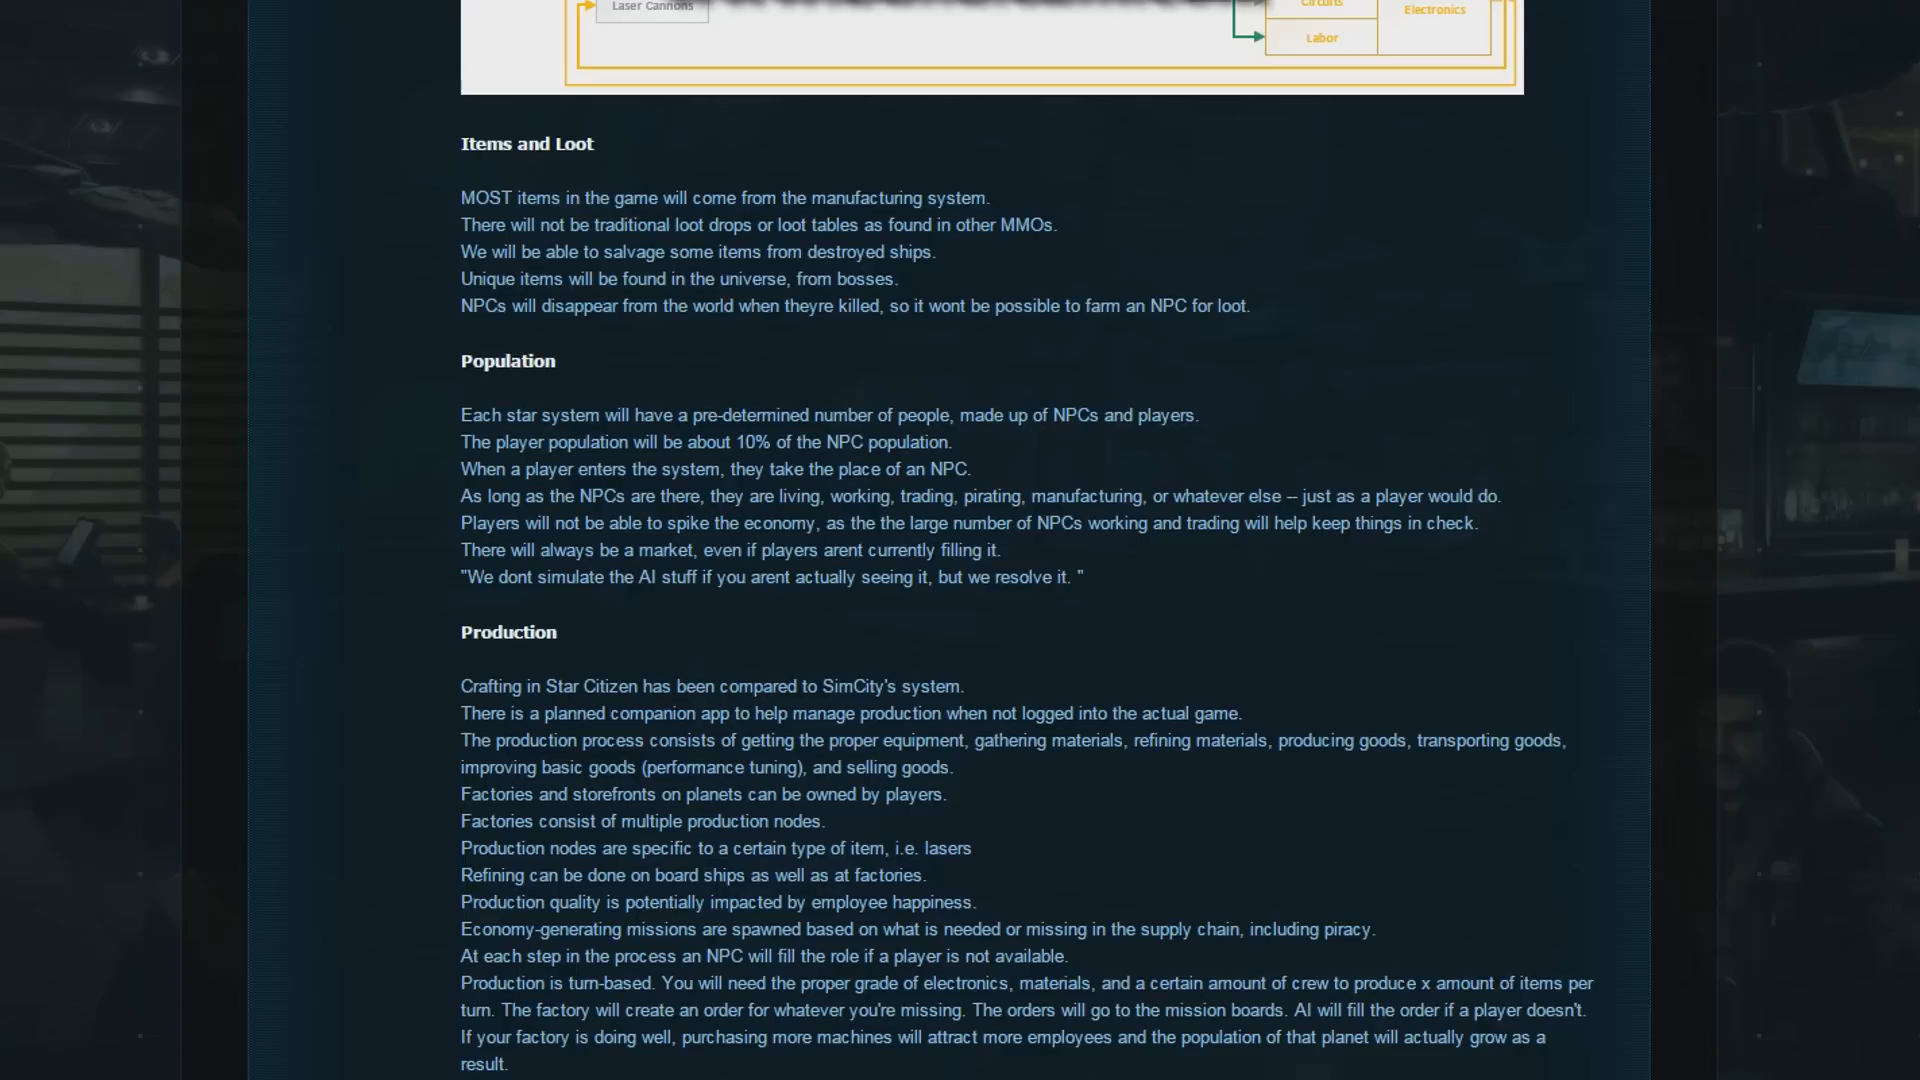 Laser Cannons
Circuits
Electronics
Labor
Items and Loot
MOST items in the game will come from the manufacturing system.
There will not be traditional loot drops or loot tables as found in other MMOs.
We will be able to salvage some items from destroyed ships.
Unique items will be found in the universe, from bosses.
NPCs will disappear from the world when theyre killed, so it wont be possible to farm an NPC for loot.
Population
Each star system will have a pre-determined number of people, made up of NPCs and players.
The player population will be about 10% of the NPC population.
When a player enters the system, they take the place of an NPC.
As long as the NPCs are there, they are living, working, trading, pirating, manufacturing, or whatever else – just as a player would do.
Players will not be able to spike the economy, as the the large number of NPCs working and trading will help keep things in check.
There will always be a market, even if players arent currently filling it.
"We dont simulate the AI stuff if you arent actually seeing it, but we resolve it. "
Production
Crafting in Star Citizen has been compared to SimCity's system.
There is a planned companion app to help manage production when not logged into the actual game.
The production process consists of getting the proper equipment, gathering materials, refining materials, producing goods, transporting goods,
improving basic goods (performance tuning), and selling goods.
Factories and storefronts on planets can be owned by players.
Factories consist of multiple production nodes.
Production nodes are specific to a certain type of item, i.e. lasers
Refining can be done on board ships as well as at factories.
Production quality is potentially impacted by employee happiness.
Economy-generating missions are spawned based on what is needed or missing in the supply chain, including piracy.
At each step in the process an NPC will fill the role if a player is not available.
Production is turn-based. You will need the proper grade of electronics, materials, and a certain amount of crew to produce x amount of items per
turn. The factory will create an order for whatever you're missing. The orders will go to the mission boards. AI will fill the order if a player doesn't.
If your factory is doing well, purchasing more machines will attract more employees and the population of that planet will actually grow as a
result.